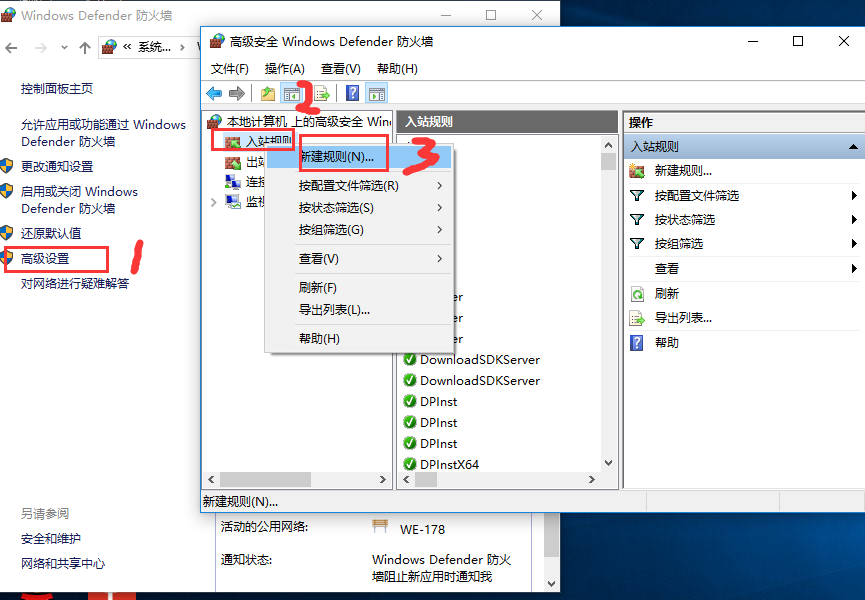 Windows Defender 防火墙
« 系统... ›
控制面板主页
允许应用或功能通过 Windows
Defender 防火墙
更改通知设置
启用或关闭 Windows
Defender 防火墙
还原默认值
高级设置
1
对网络进行疑难解答
另请参阅
安全和维护
网络和共享中心
高级安全 Windows Defender 防火墙
文件(F) 操作(A) 查看(V) 帮助(H)
2
本地计算机 上的高级安全 Win
入站规则
出站
连接
监视
新建规则(N)...
3
按配置文件筛选(R)
按状态筛选(S)
按组筛选(G)
查看(V)
刷新(F)
导出列表(L)...
帮助(H)
入站规则
er
er
er
DownloadSDKServer
DownloadSDKServer
DPInst
DPInst
DPInst
DPInstX64
操作
入站规则
新建规则...
按配置文件筛选
按状态筛选
按组筛选
查看
刷新
导出列表...
帮助
新建规则(N)...
活动的公用网络: WE-178
通知状态: Windows Defender 防火
墙阻止新应用时通知我